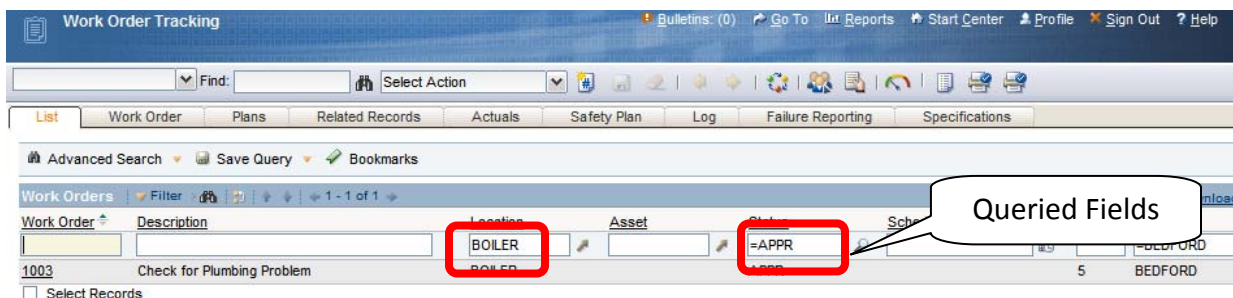 Work Order Tracking Bulletins: (0) Go To Reports Start Center Profile Sign Out ? Help
Find: Select Action
List Work Order Plans Related Records Actuals Safety Plan Log Failure Reporting Specifications
Advanced Search Save Query Bookmarks
Work Orders Filter 1 - 1 of 1
Queried Fields
Work Order Description Location Asset Status
BOILER =APPR =BEDFORD
1003 Check for Plumbing Problem BOILER APPR 5 BEDFORD
Select Records